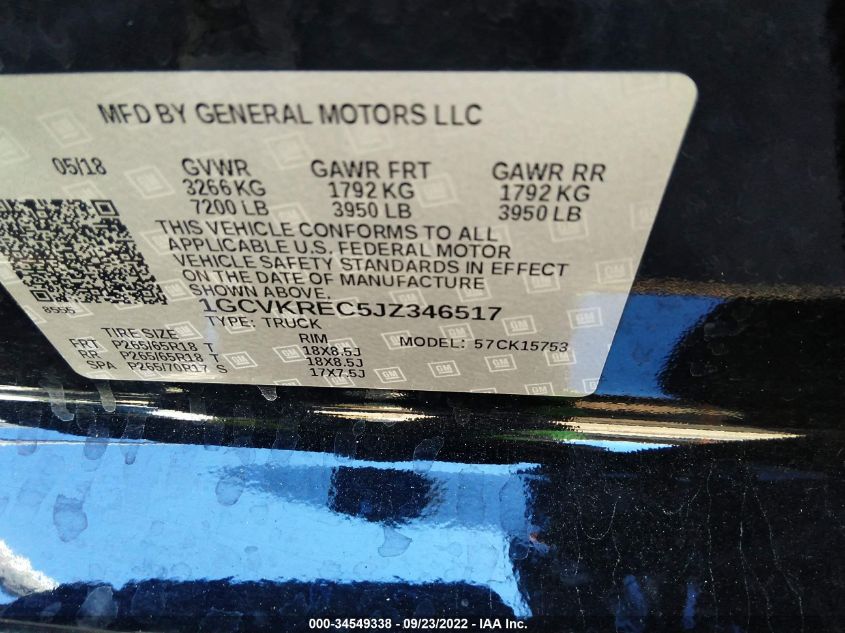 MFD BY GENERAL MOTORS LLC
05/18 GVWR GAWR FRT GAWR RR
3266 KG 1792 KG 1792 KG
7200 LB 3950 LB 3950 LB
THIS VEHICLE CONFORMS TO ALL
APPLICABLE U.S. FEDERAL MOTOR
VEHICLE SAFETY STANDARDS IN EFFECT
ON THE DATE OF MANUFACTURE
SHOWN ABOVE.
8555
1GCVKREC5JZ346517
TYPE: TRUCK MODEL: 57CK15753
TIRE SIZE RIM
FRT P265/65R18 T 18X8.5J
RR P265/65R18 T 18X8.5J
SPA P265/70R17 S 17X7.5J
000-34549338 - 09/23/2022 - IAA Inc.